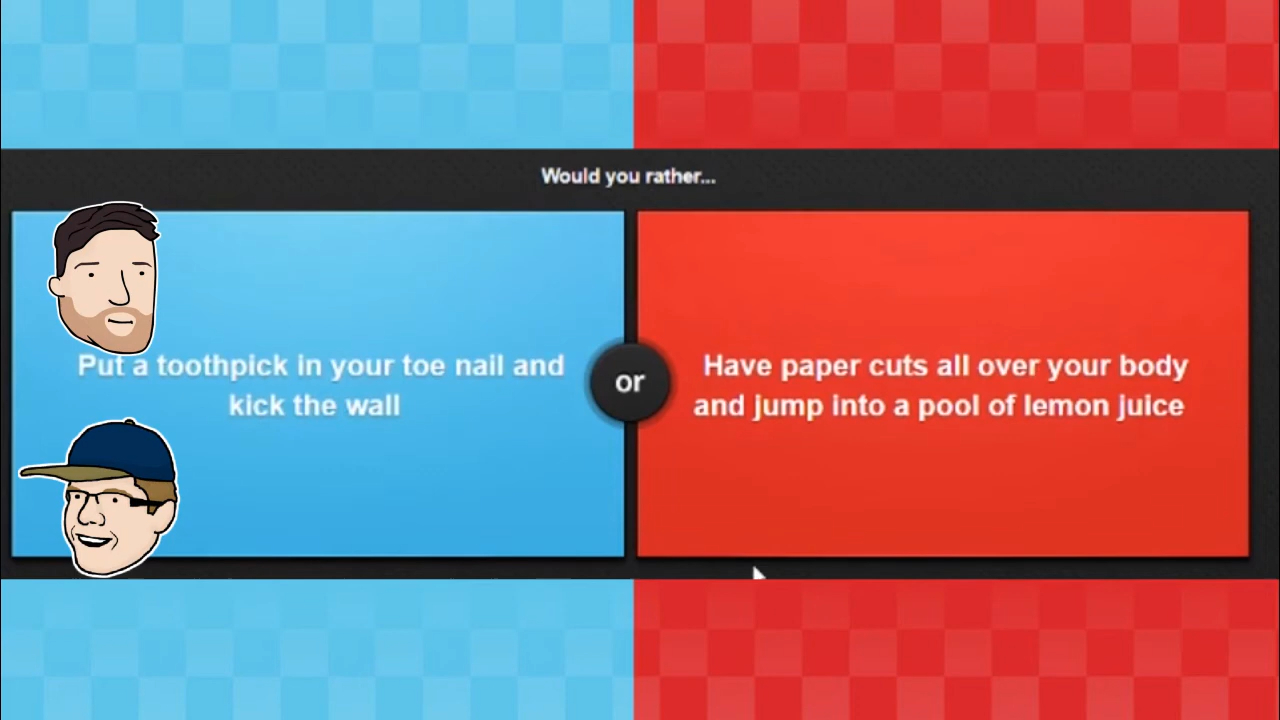 Would you rather...
Put a toothpick in your toe nail and
kick the wall
or
Have paper cuts all over your body
and jump into a pool of lemon juice